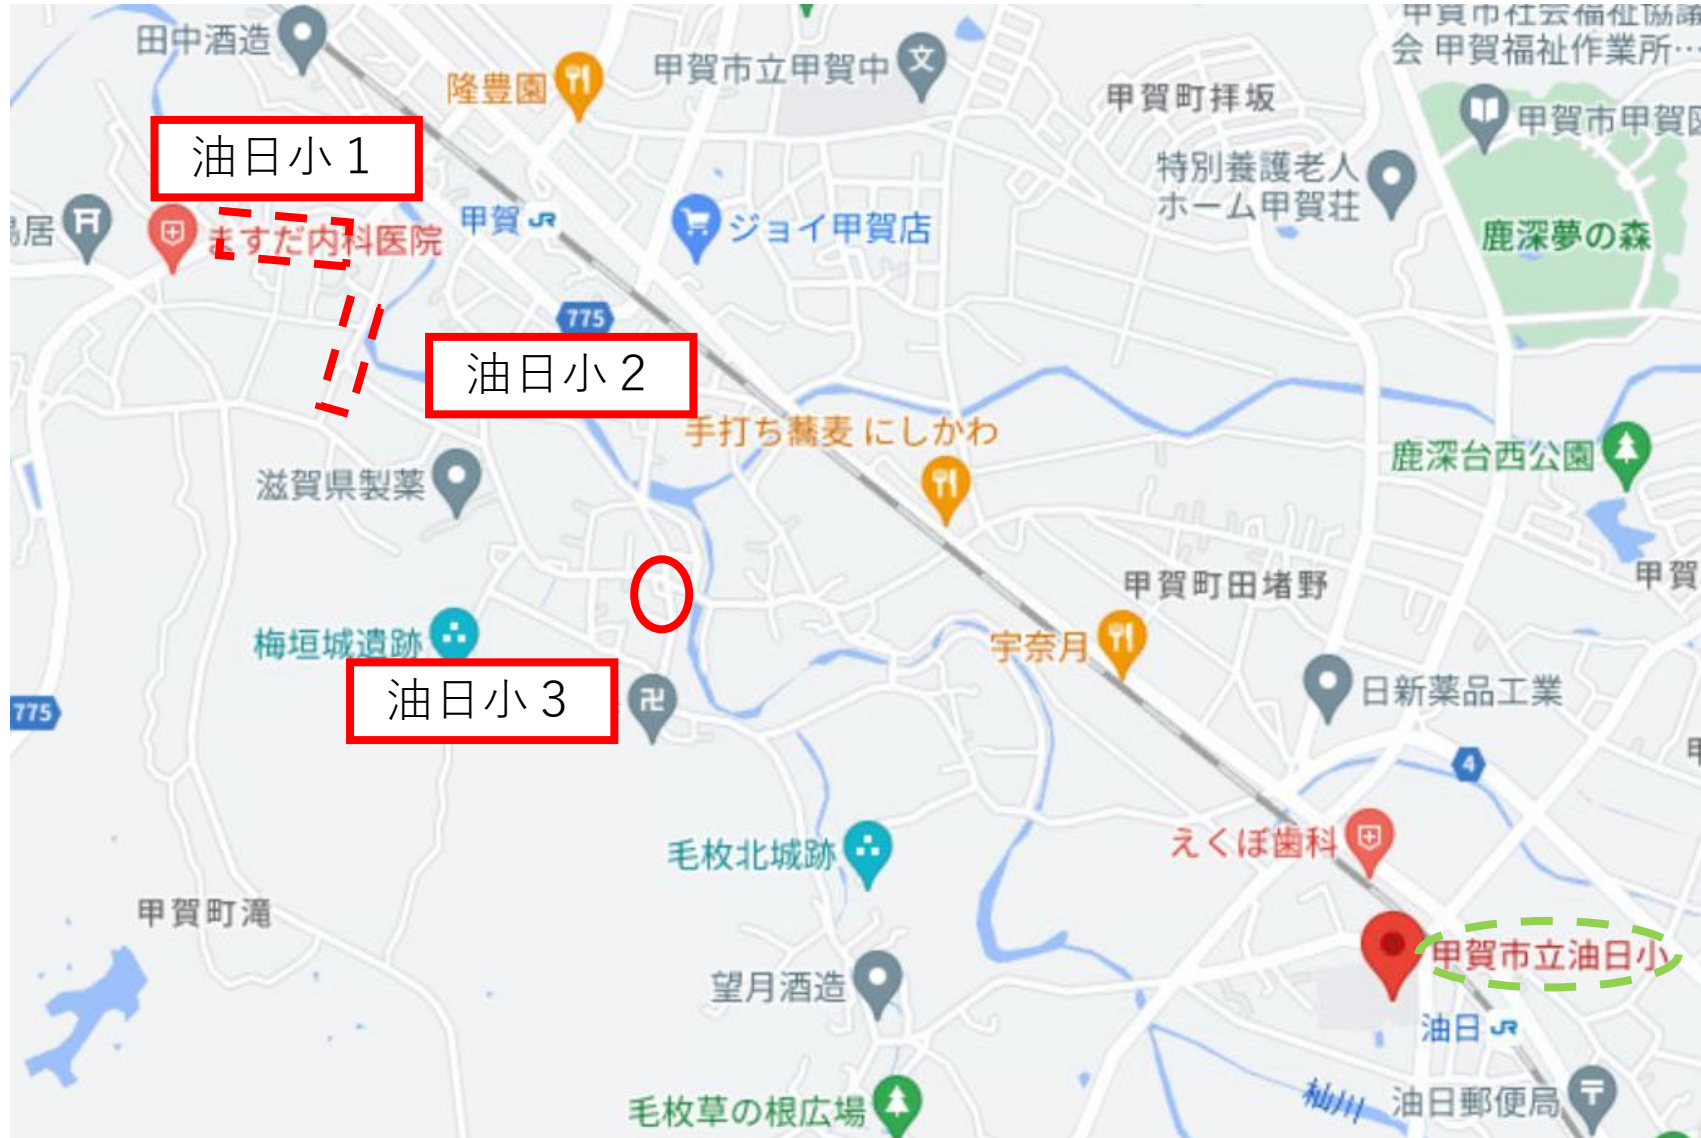 甲賀市社会福祉協議
会 甲賀福祉作業所…
田中酒造
隆豊園
甲賀市立甲賀中
文
甲賀町拝坂
甲賀市甲賀図
油日小１
特別養護老人
ホーム甲賀荘
鳥居
ますだ内科医院
甲賀 JR
ジョイ甲賀店
鹿深夢の森
775
油日小２
手打ち蕎麦 にしかわ
鹿深台西公園
滋賀県製薬
甲賀町田堵野
甲賀
梅垣城遺跡
宇奈月
油日小３
卍
日新薬品工業
775
4
えくぼ歯科
毛枚北城跡
甲賀町滝
甲賀市立油日小
望月酒造
油日 JR
杣川
油日郵便局
毛枚草の根広場